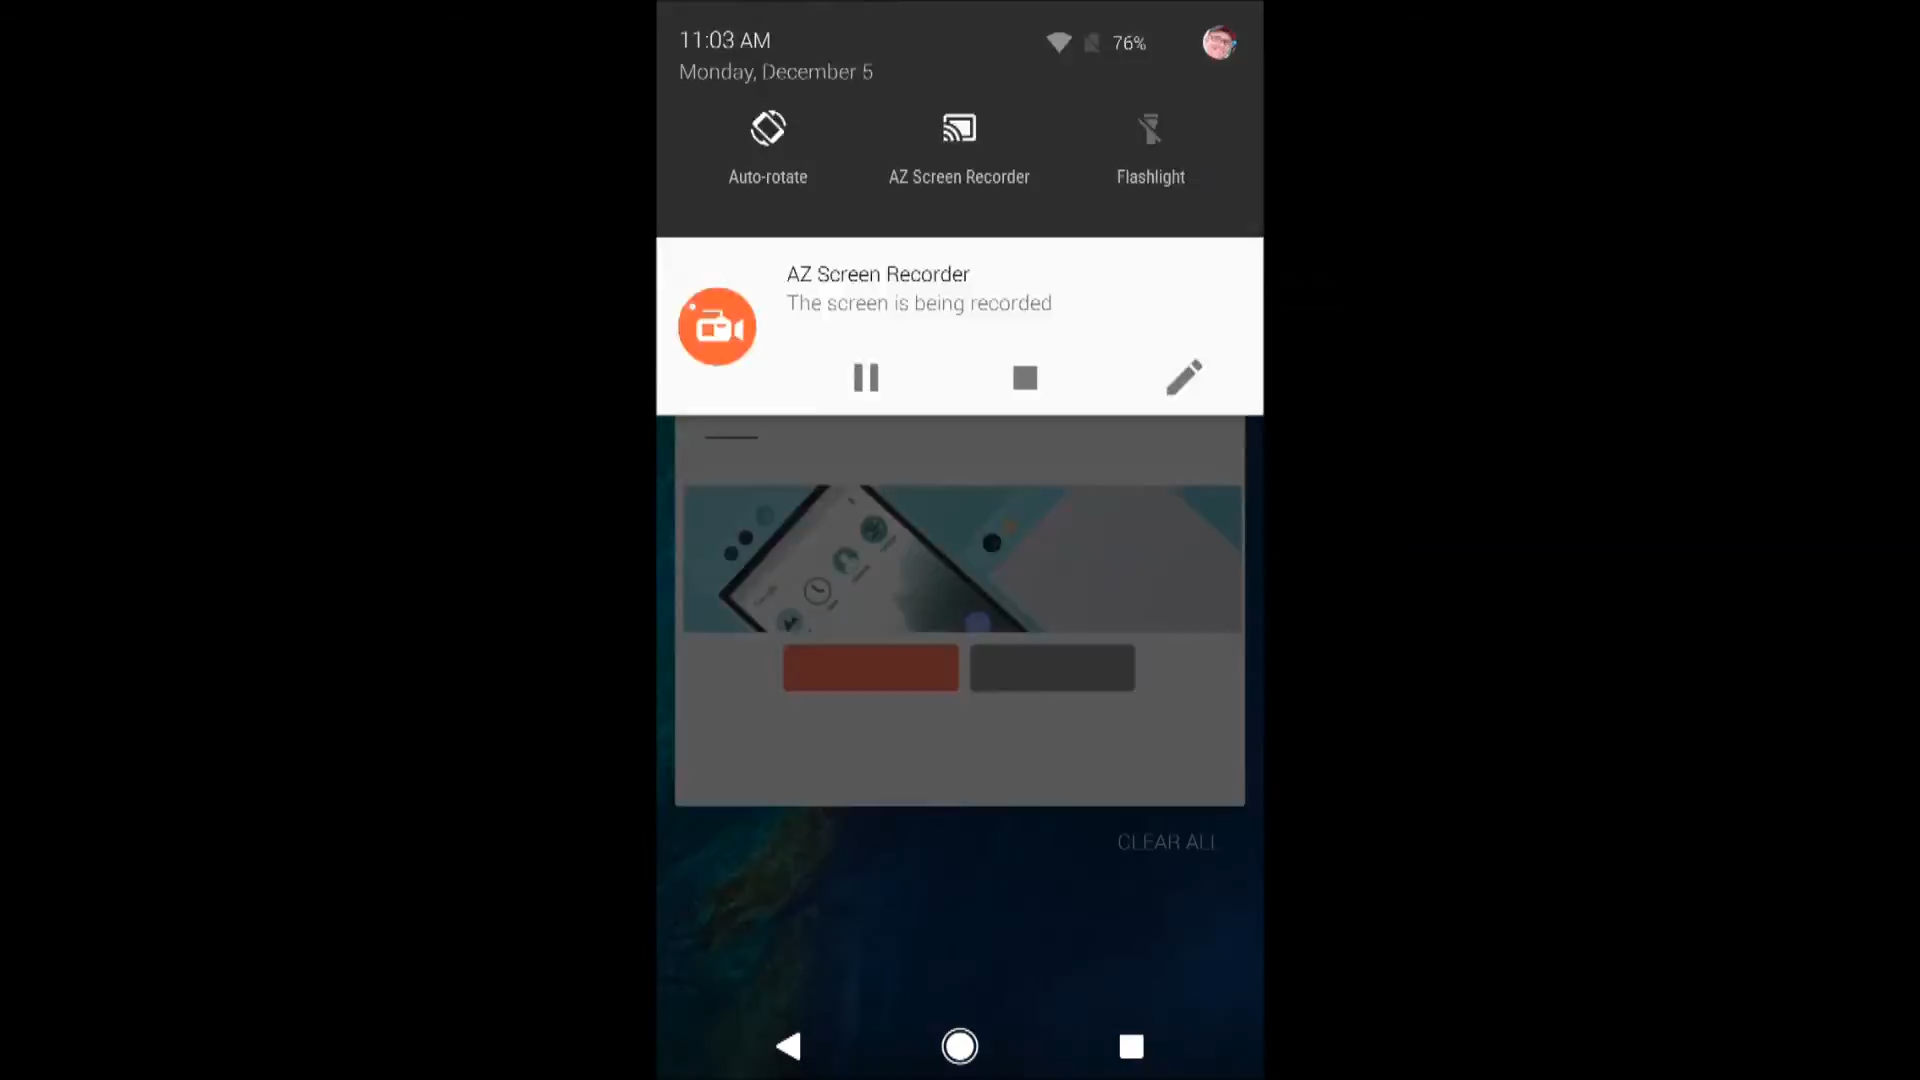 11:03 AM
76%
Monday, December 5
Auto-rotate
AZ Screen Recorder
Flashlight
AZ Screen Recorder
The screen is being recorded
CLEAR ALL